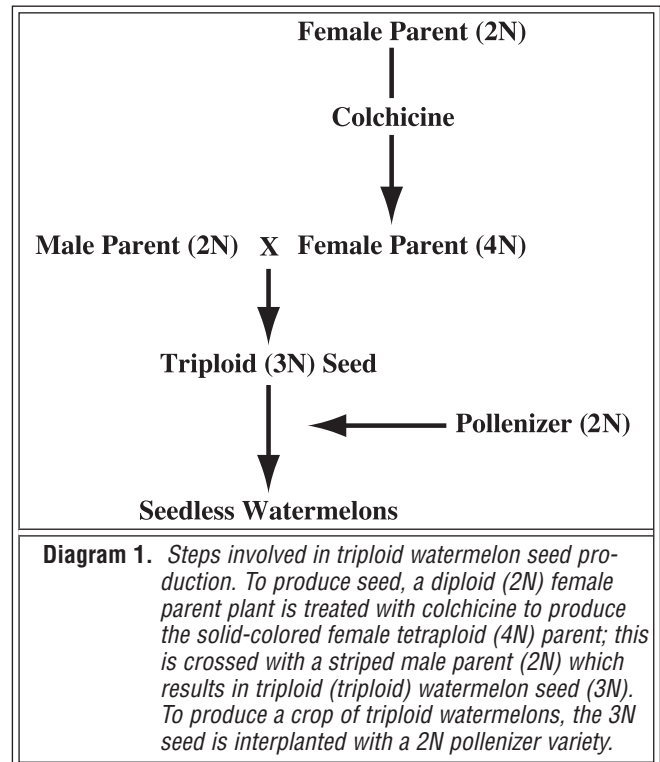 Female Parent (2N)
Colchicine
Male Parent (2N) X Female Parent (4N)
Triploid (3N) Seed
Pollenizer (2N)
Seedless Watermelons
Diagram 1. Steps involved in triploid watermelon seed pro-
duction. To produce seed, a diploid (2N) female
parent plant is treated with colchicine to produce
the solid-colored female tetraploid (4N) parent; this
is crossed with a striped male parent (2N) which
results in triploid (triploid) watermelon seed (3N).
To produce a crop of triploid watermelons, the 3N
seed is interplanted with a 2N pollenizer variety.